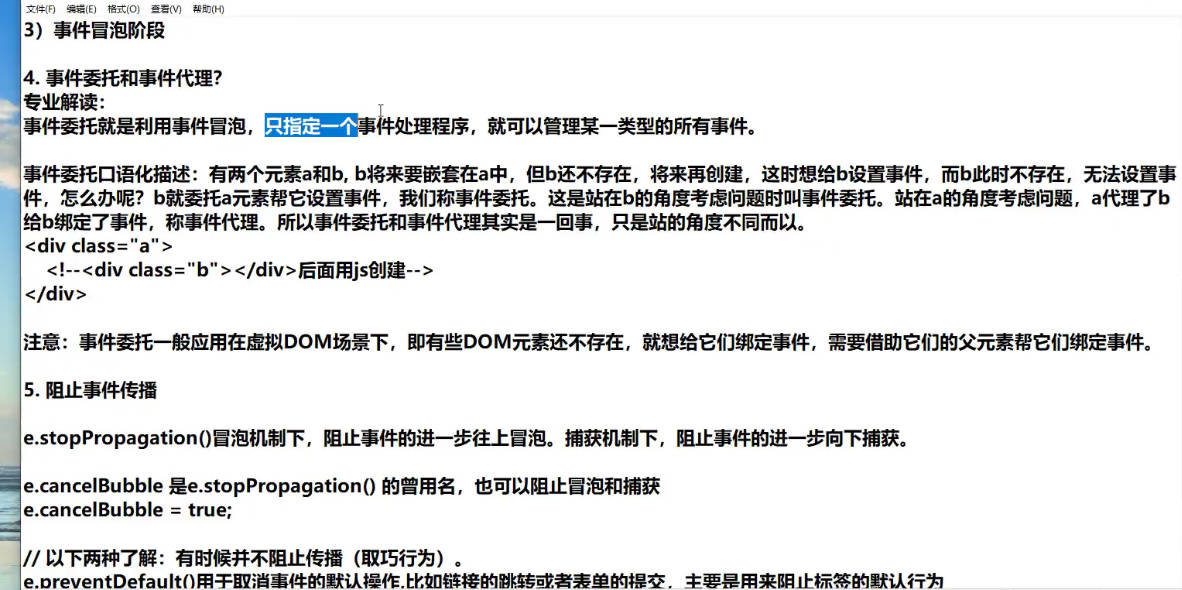 文件(F) 编辑(E) 格式(O) 查看(V) 帮助(H)
3）事件冒泡阶段
4. 事件委托和事件代理？
专业解读：
事件委托就是利用事件冒泡，只指定一个事件处理程序，就可以管理某一类型的所有事件。
事件委托口语化描述：有两个元素a和b, b将来要嵌套在a中，但b还不存在，将来再创建，这时想给b设置事件，而b此时不存在，无法设置事
件，怎么办呢？b就委托a元素帮它设置事件，我们称事件委托。这是站在b的角度考虑问题时叫事件委托。站在a的角度考虑问题，a代理了b
给b绑定了事件，称事件代理。所以事件委托和事件代理其实是一回事，只是站的角度不同而以。
<div class="a">
<!--<div class="b"></div>后面用js创建-->
</div>
注意：事件委托一般应用在虚拟DOM场景下，即有些DOM元素还不存在，就想给它们绑定事件，需要借助它们的父元素帮它们绑定事件。
5. 阻止事件传播
e.stopPropagation()冒泡机制下，阻止事件的进一步往上冒泡。捕获机制下，阻止事件的进一步向下捕获。
e.cancelBubble 是e.stopPropagation() 的曾用名，也可以阻止冒泡和捕获
e.cancelBubble = true;
// 以下两种了解：有时候并不阻止传播（取巧行为）。
e.preventDefault()用于取消事件的默认操作,比如链接的跳转或者表单的提交，主要是用来阻止标签的默认行为